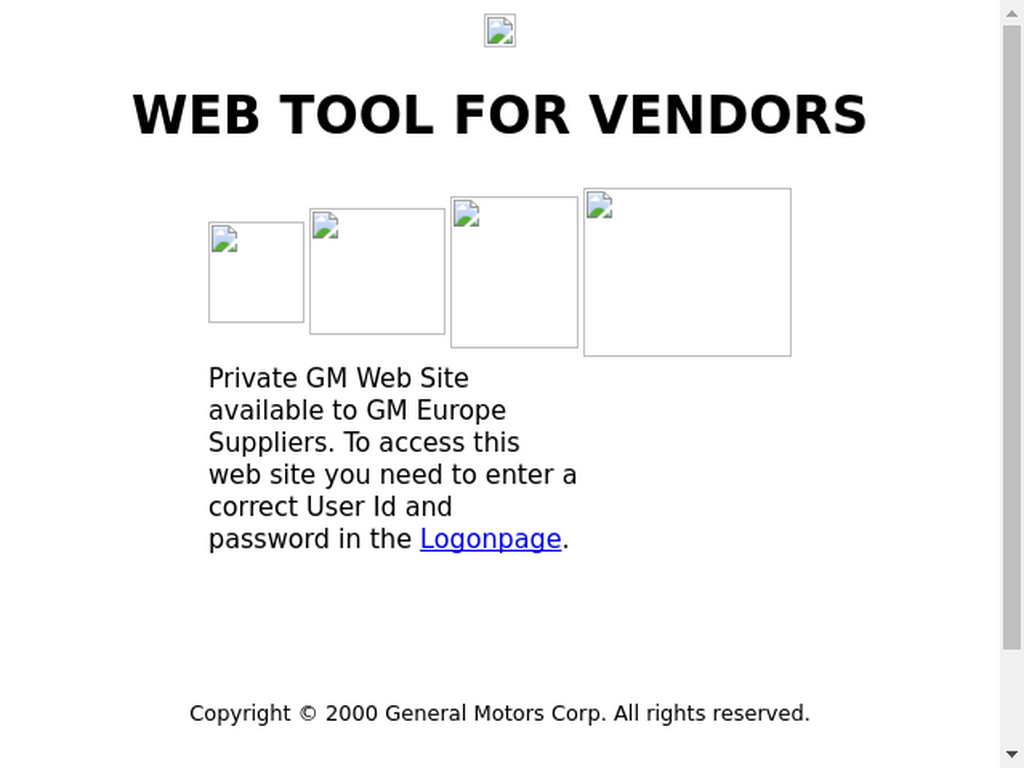 WEB TOOL FOR VENDORS
Private GM Web Site
available to GM Europe
Suppliers. To access this
web site you need to enter a
correct User Id and
password in the Logonpage.
Copyright © 2000 General Motors Corp. All rights reserved.